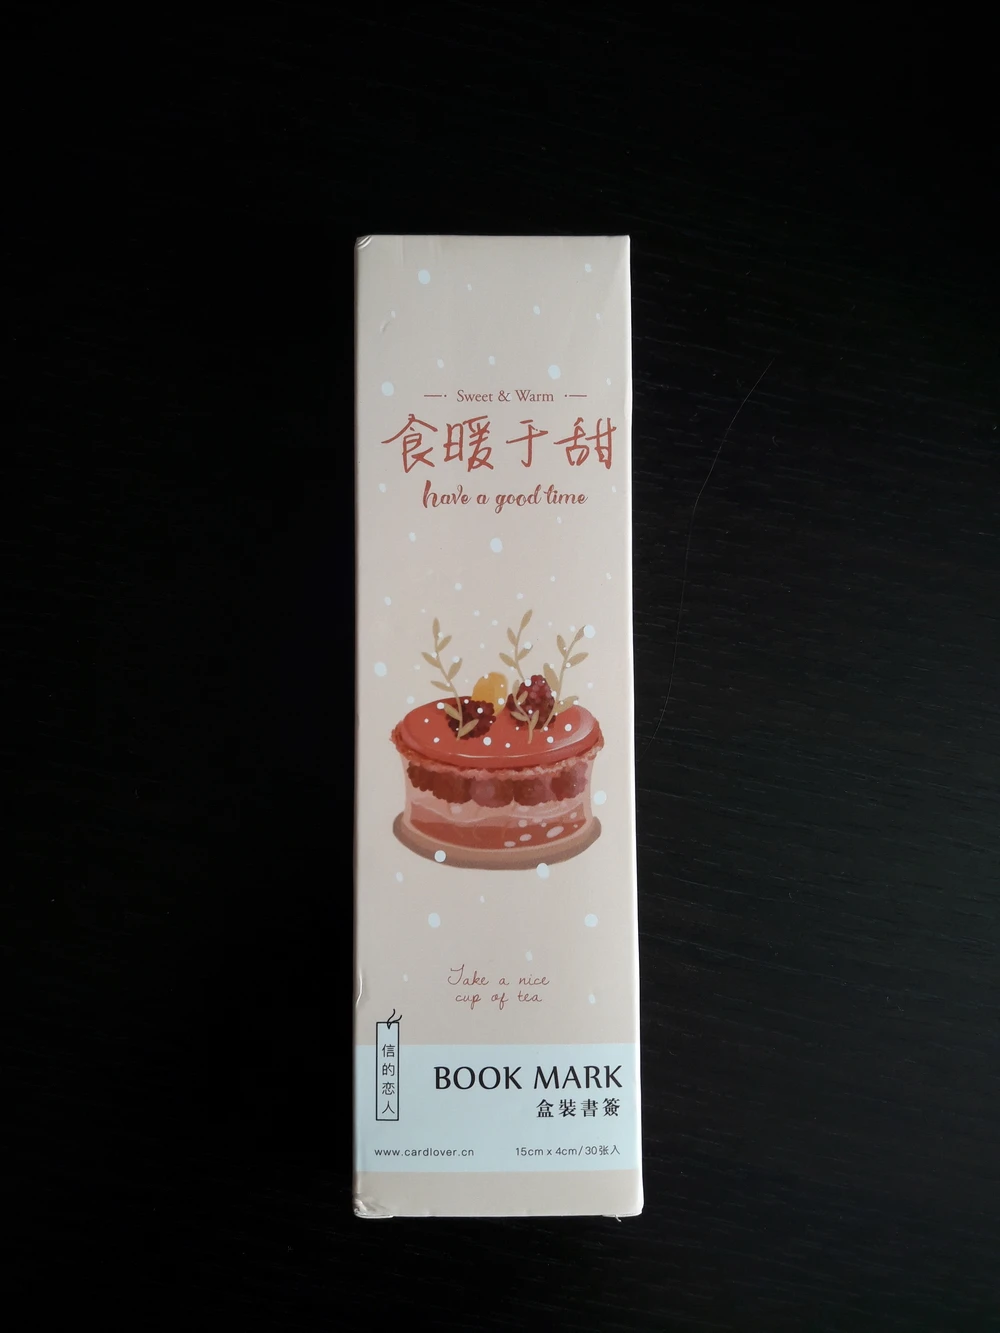 Sweet & Warm
食暖于甜
have a good time
Take a nice
cup of tea
信的恋人
BOOK MARK
盒裝書簽
www.cardlover.cn
15cm x 4cm/30张入